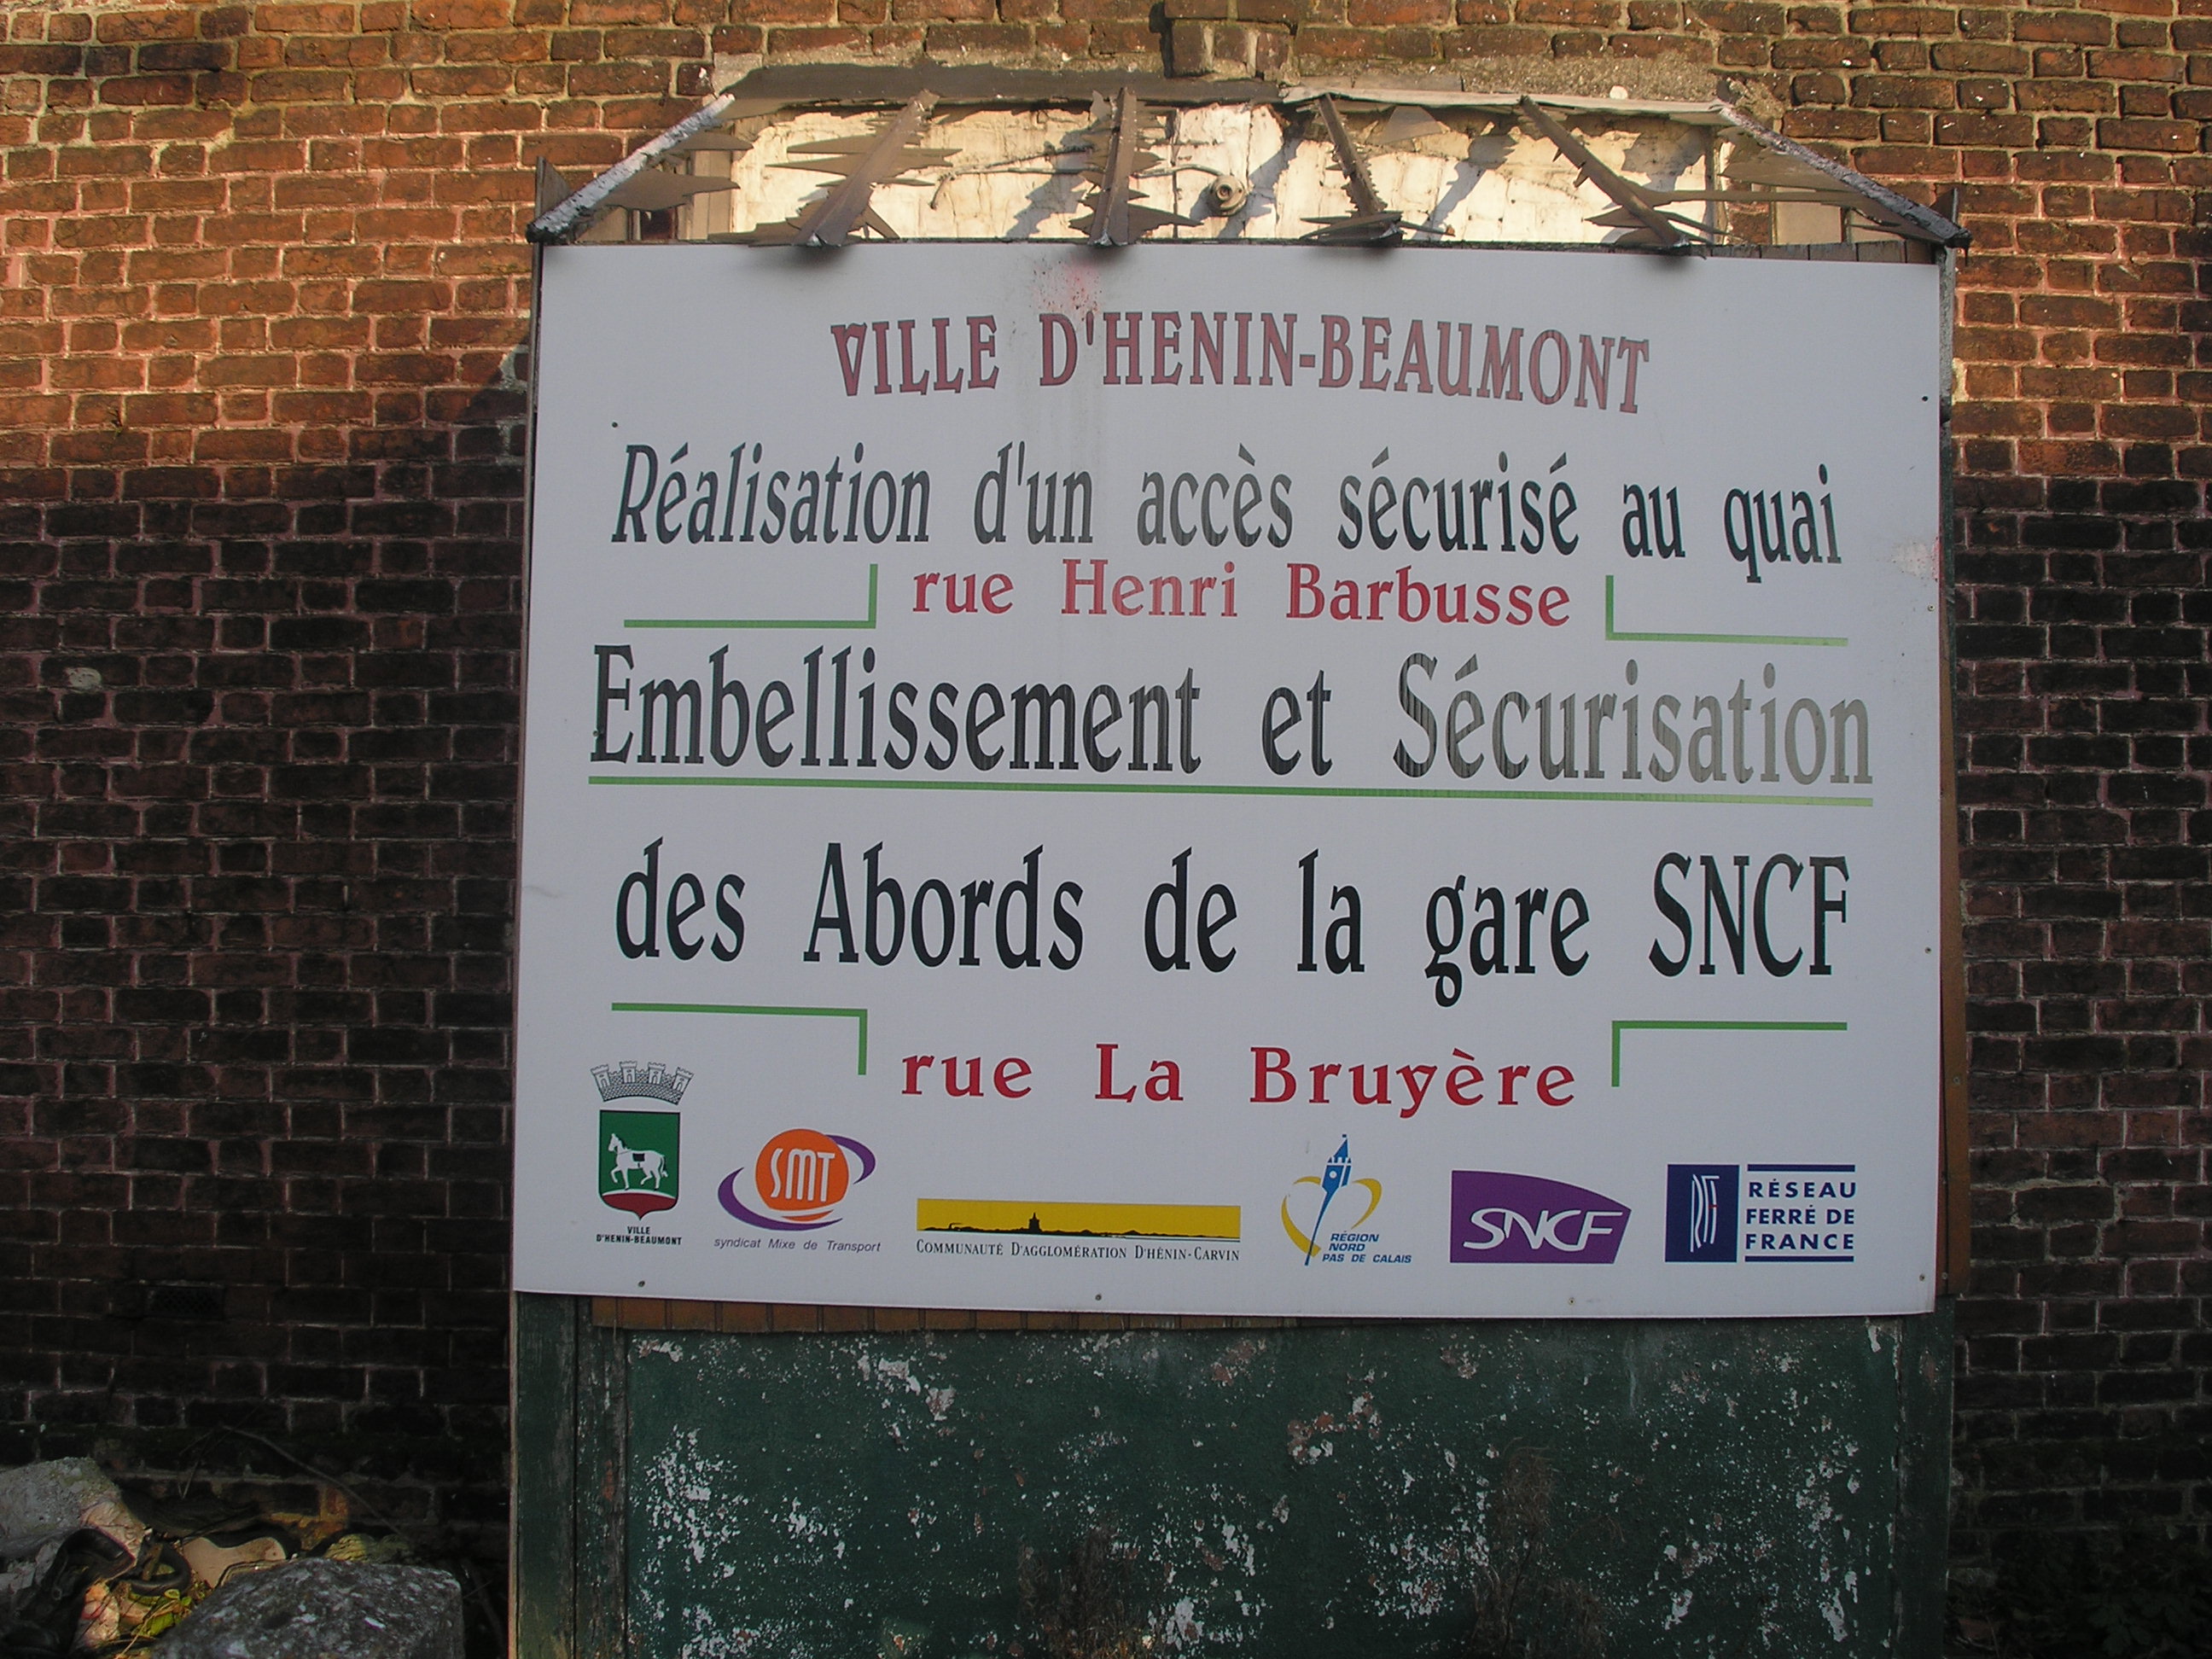 VILLE D'HENIN-BEAUMONT
Réalisation d'un accès sécurisé au quai
rue Henri Barbusse
Embellissement et Sécurisation
des Abords de la gare SNCF
rue La Bruyère
VILLE
D'HENIN-BEAUMONT
SMT
syndicat Mixe de Transport
COMMUNAUTÉ D'AGGLOMÉRATION D'HÉNIN-CARVIN
RÉGION
NORD
PAS DE CALAIS
SNCF
RFF
RÉSEAU
FERRÉ DE
FRANCE